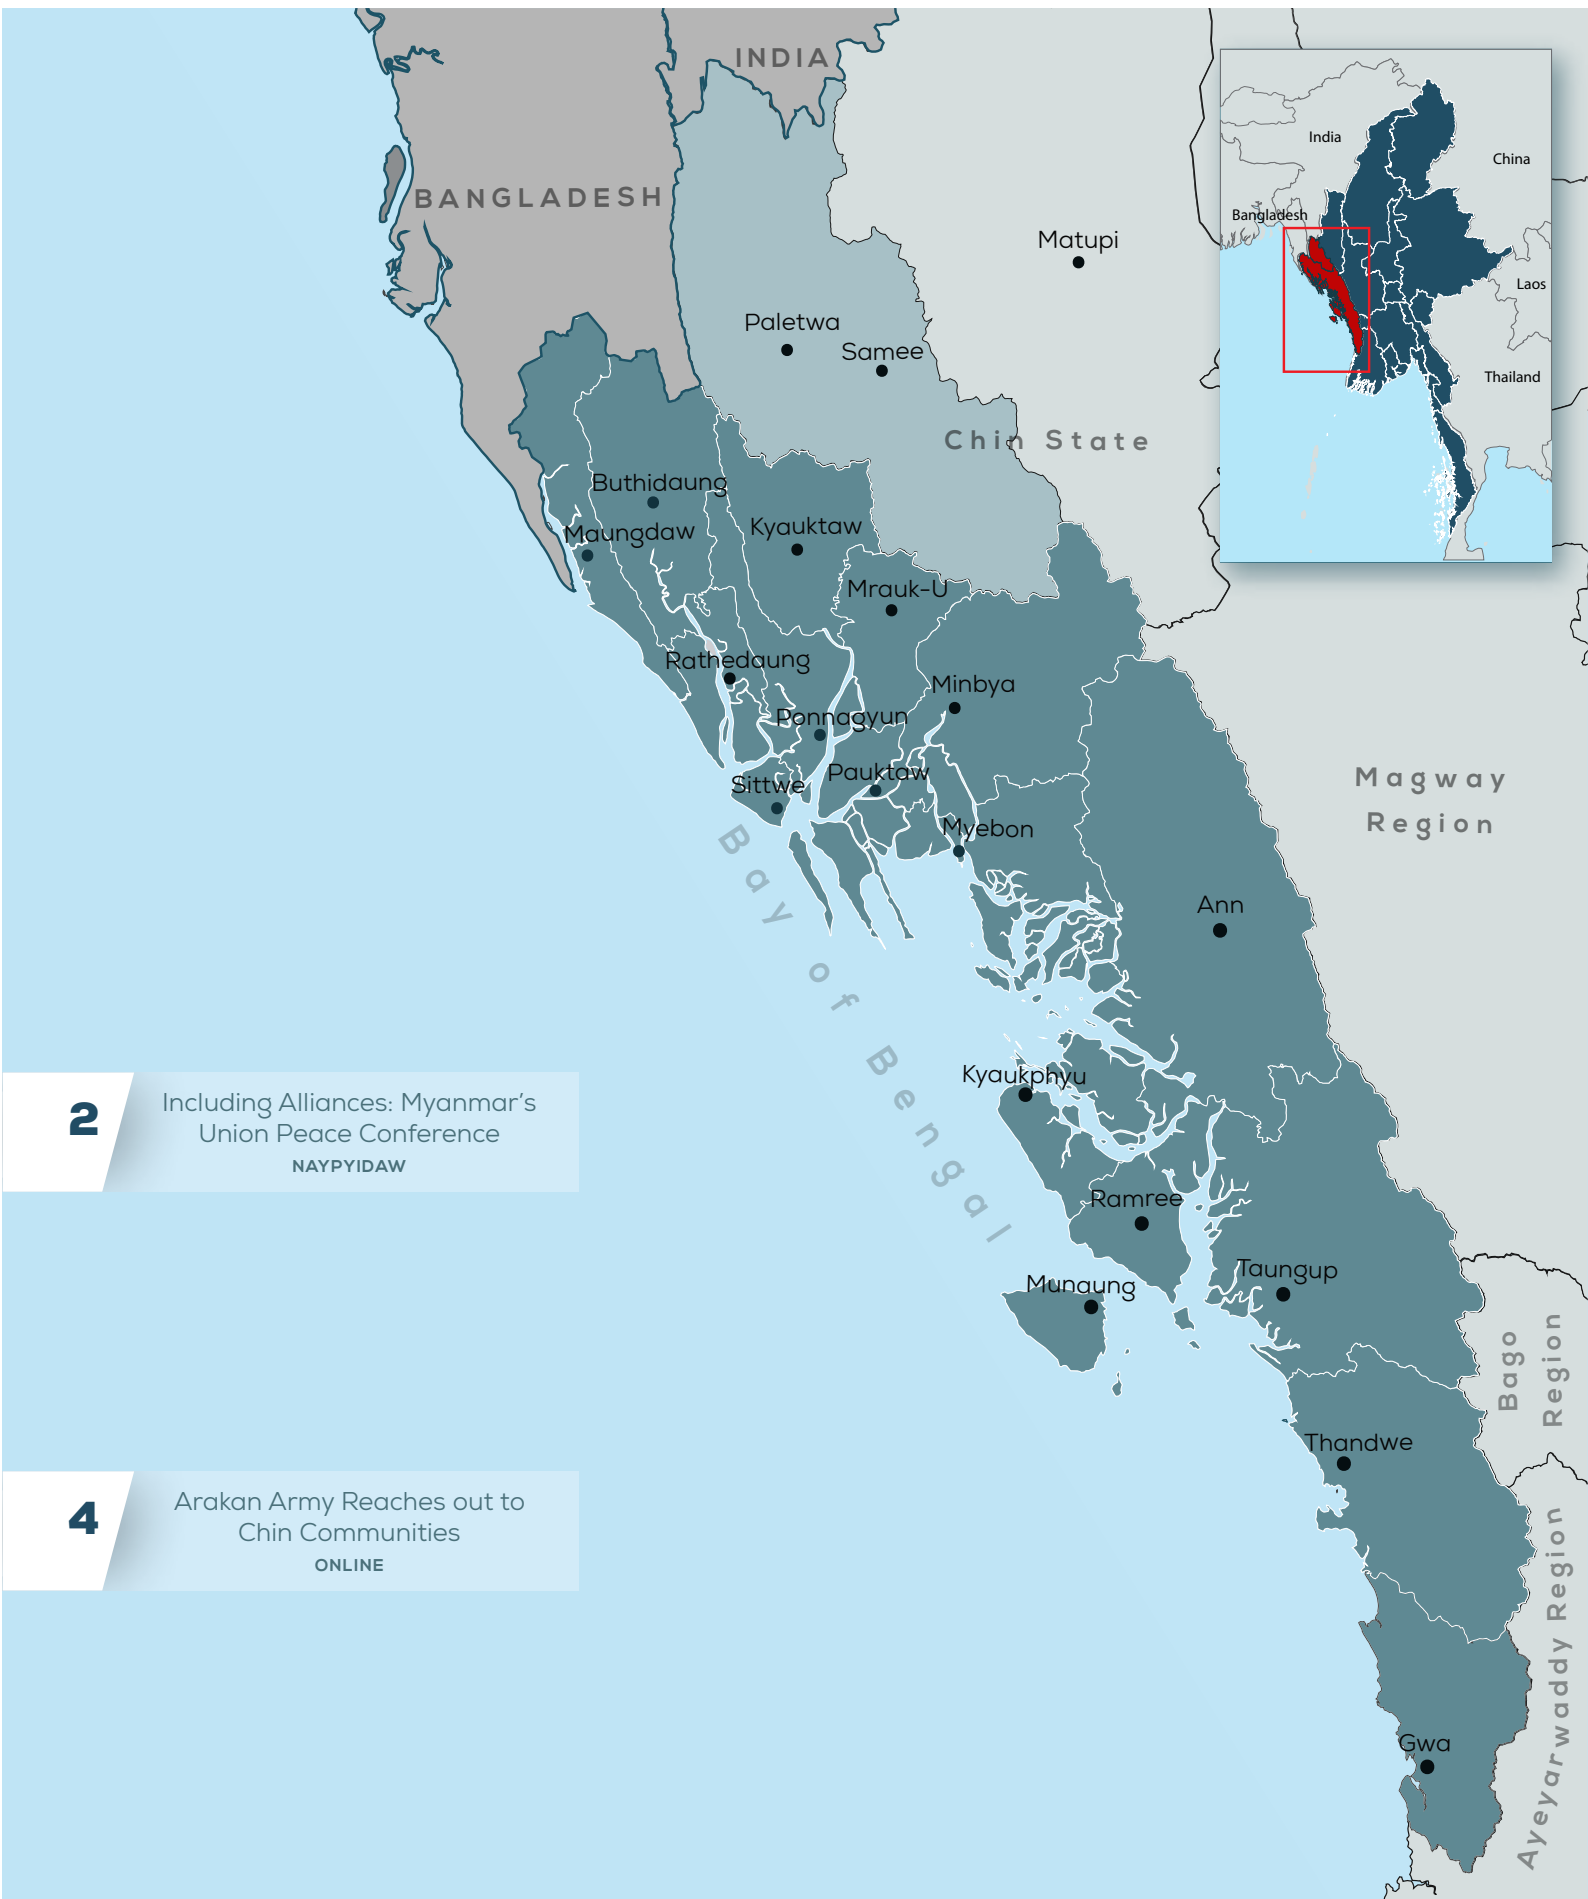 INDIA
BANGLADESH
Matupi
Paletwa
Samee
Chin State
Buthidaung
Maungdaw
Kyauktaw
Mrauk-U
Rathedaung
Minbya
Ponnagyun
Pauktaw
Sittwe
Myebon
Magway
Region
Ann
Bay of Bengal
Kyaukphyu
Ramree
Munaung
Taungup
Bago
Region
Thandwe
Ayeyarwaddy Region
Gwa
India
China
Bangladesh
Laos
Thailand
2
Including Alliances: Myanmar’s
Union Peace Conference
NAYPYIDAW
4
Arakan Army Reaches out to
Chin Communities
ONLINE